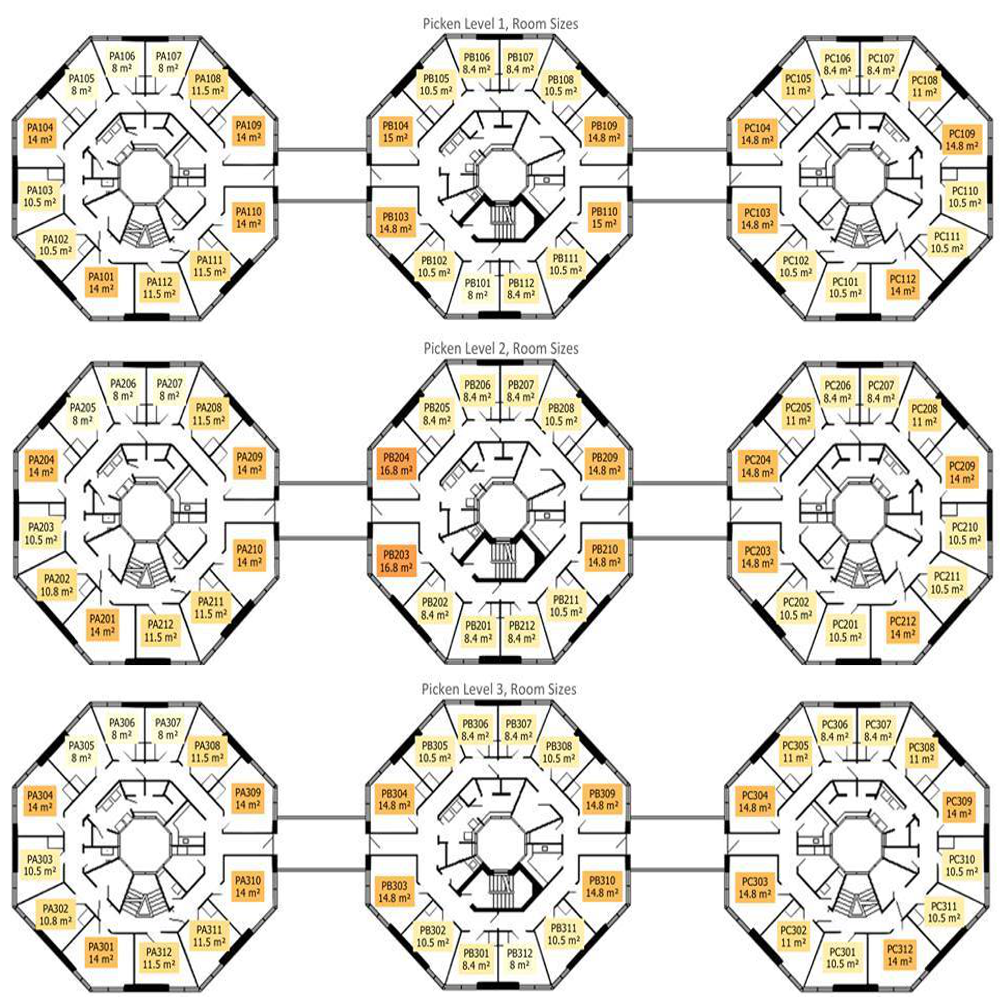 Picken Level 1, Room Sizes
PA106
8 m²
PA107
8 m²
PA105
8 m²
PA108
11.5 m²
PA104
14 m²
PA109
14 m²
PA103
10.5 m²
PA110
14 m²
PA102
10.5 m²
PA111
11.5 m²
PA101
14 m²
PA112
11.5 m²
PB106
8.4 m²
PB107
8.4 m²
PB105
10.5 m²
PB108
10.5 m²
PB104
15 m²
PB109
14.8 m²
PB103
14.8 m²
PB110
15 m²
PB102
10.5 m²
PB111
10.5 m²
PB101
8 m²
PB112
8.4 m²
PC106
8.4 m²
PC107
8.4 m²
PC105
11 m²
PC108
11 m²
PC104
14.8 m²
PC109
14.8 m²
PC103
14.8 m²
PC110
10.5 m²
PC102
10.5 m²
PC111
10.5 m²
PC101
10.5 m²
PC112
14 m²
Picken Level 2, Room Sizes
PA206
8 m²
PA207
8 m²
PA205
8 m²
PA208
11.5 m²
PA204
14 m²
PA209
14 m²
PA203
10.5 m²
PA210
14 m²
PA202
10.8 m²
PA211
11.5 m²
PA201
14 m²
PA212
11.5 m²
PB206
8.4 m²
PB207
8.4 m²
PB205
8.4 m²
PB208
10.5 m²
PB204
16.8 m²
PB209
14.8 m²
PB203
16.8 m²
PB210
14.8 m²
PB202
8.4 m²
PB211
10.5 m²
PB201
8.4 m²
PB212
8.4 m²
PC206
8.4 m²
PC207
8.4 m²
PC205
11 m²
PC208
11 m²
PC204
14.8 m²
PC209
14 m²
PC203
14.8 m²
PC210
10.5 m²
PC202
10.5 m²
PC211
10.5 m²
PC201
10.5 m²
PC212
14 m²
Picken Level 3, Room Sizes
PA306
8 m²
PA307
8 m²
PA305
8 m²
PA308
11.5 m²
PA304
14 m²
PA309
14 m²
PA303
10.5 m²
PA310
14 m²
PA302
10.8 m²
PA311
11.5 m²
PA301
14 m²
PA312
11.5 m²
PB306
8.4 m²
PB307
8.4 m²
PB305
10.5 m²
PB308
10.5 m²
PB304
14.8 m²
PB309
14.8 m²
PB303
14.8 m²
PB310
14.8 m²
PB302
10.5 m²
PB311
10.5 m²
PB301
8.4 m²
PB312
8 m²
PC306
8.4 m²
PC307
8.4 m²
PC305
11 m²
PC308
11 m²
PC304
14.8 m²
PC309
14 m²
PC303
14.8 m²
PC310
10.5 m²
PC302
11 m²
PC311
10.5 m²
PC301
10.5 m²
PC312
14 m²